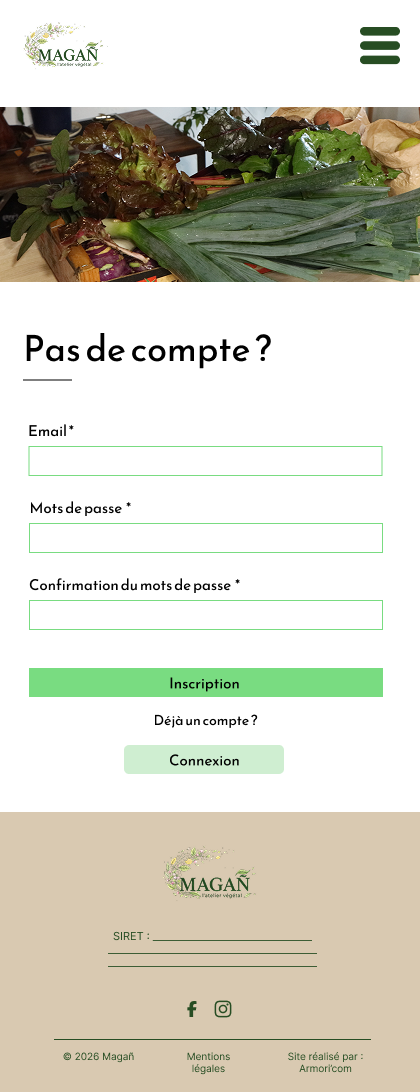 MAGAÑ
l'atelier végétal
Pas de compte ?
Email *
Mots de passe *
Confirmation du mots de passe *
Inscription
Déjà un compte ?
Connexion
MAGAÑ
l'atelier végétal
SIRET :
© 2026 Magañ
Mentions
légales
Site réalisé par :
Armori'com